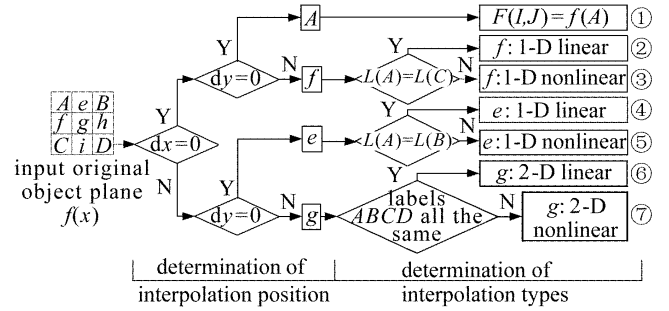 Y
A
F(I,J)=f(A)
①
dy=0
N
f
Y
L(A)=L(C)
N
f: 1-D linear
②
f:1-D nonlinear
③
A e B
f g h
C i D
input original
object plane
f(x)
Y
dx=0
N
Y
dy=0
N
e
Y
L(A)=L(B)
N
e: 1-D linear
④
e:1-D nonlinear
⑤
g
Y
labels
ABCD all the
same
N
g: 2-D linear
⑥
g: 2-D
nonlinear
⑦
determination of
interpolation position
determination of
interpolation types